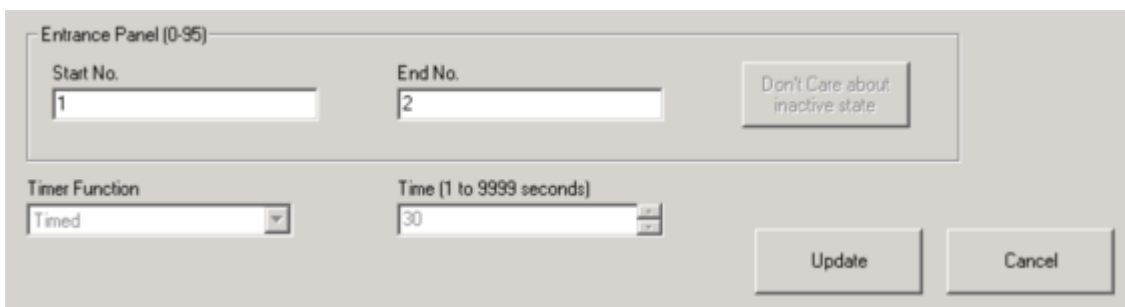 Entrance Panel (0-95)
Start No.
End No.
1
2
Don't Care about
inactive state
Timer Function
Time (1 to 9999 seconds)
Timed
30
Update
Cancel